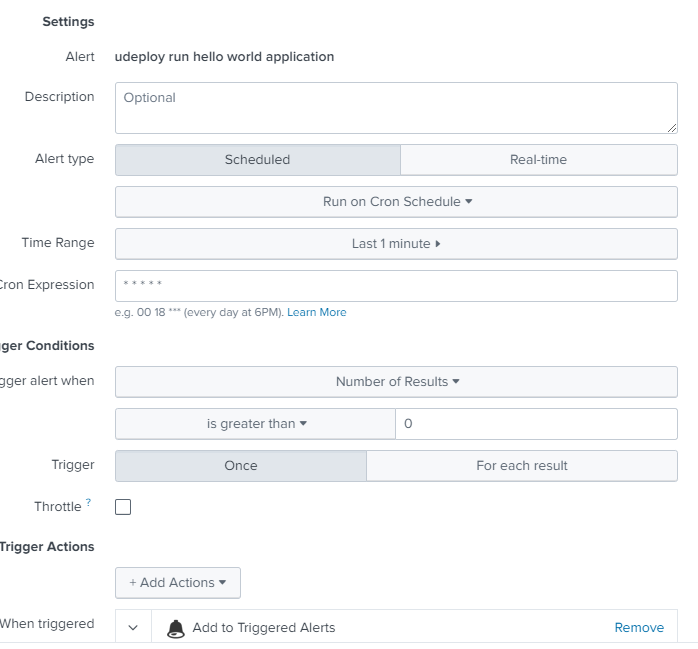 Settings
Alert udeploy run hello world application
Description Optional
Alert type Scheduled Real-time
Run on Cron Schedule
Time Range Last 1 minute
Cron Expression * * * * *
e.g. 00 18 *** (every day at 6PM). Learn More
gger Conditions
gger alert when Number of Results
is greater than 0
Trigger Once For each result
Throttle ?
Trigger Actions
+ Add Actions
When triggered Add to Triggered Alerts Remove